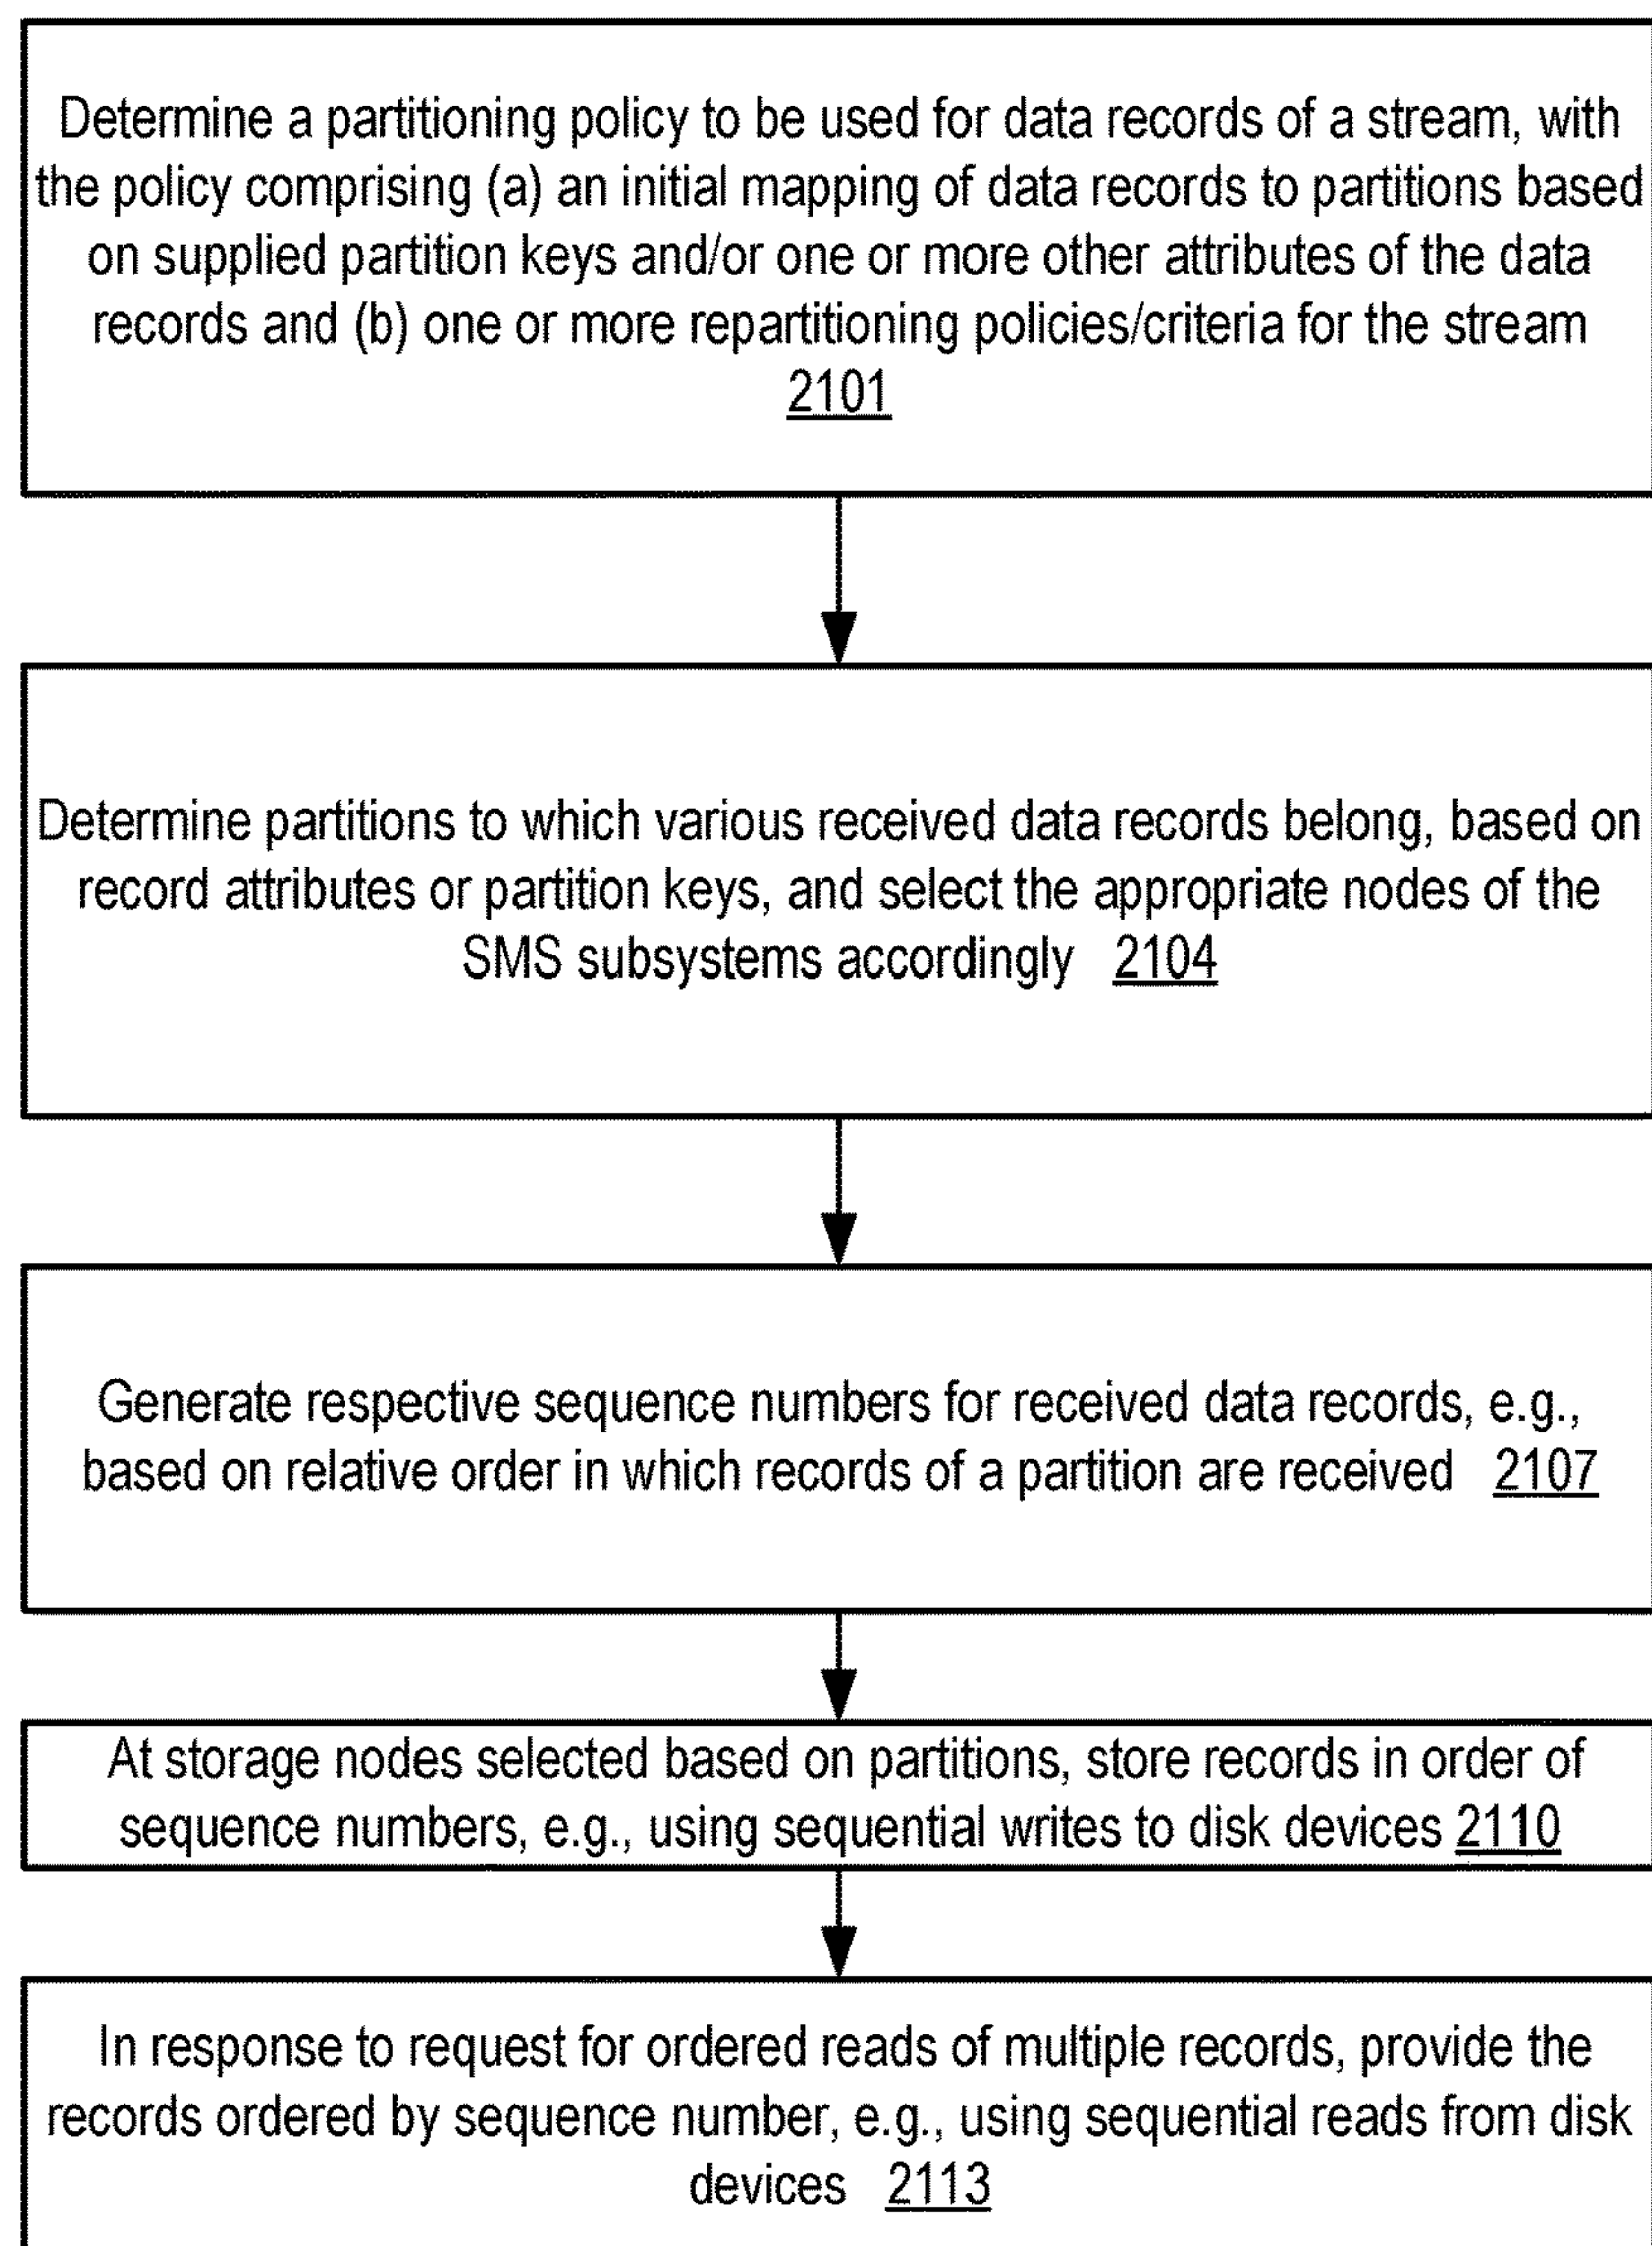 Determine a partitioning policy to be used for data records of a stream, with
the policy comprising (a) an initial mapping of data records to partitions based
on supplied partition keys and/or one or more other attributes of the data
records and (b) one or more repartitioning policies/criteria for the stream
2101
Determine partitions to which various received data records belong, based on
record attributes or partition keys, and select the appropriate nodes of the
SMS subsystems accordingly 2104
Generate respective sequence numbers for received data records, e.g.,
based on relative order in which records of a partition are received 2107
At storage nodes selected based on partitions, store records in order of
sequence numbers, e.g., using sequential writes to disk devices 2110
In response to request for ordered reads of multiple records, provide the
records ordered by sequence number, e.g., using sequential reads from disk
devices 2113